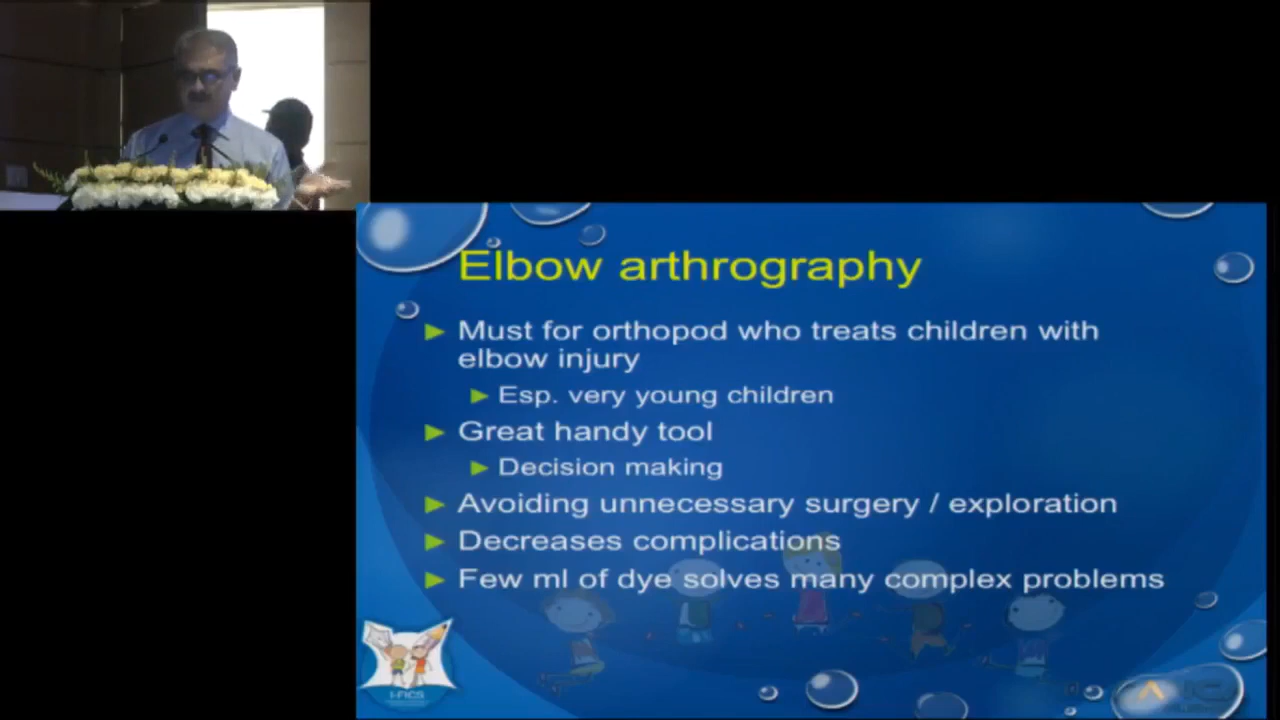 Elbow arthrography
Must for orthopod who treats children with
elbow injury
Esp. very young children
Great handy tool
Decision making
Avoiding unnecessary surgery / exploration
Decreases complications
Few ml of dye solves many complex problems
I-FICS